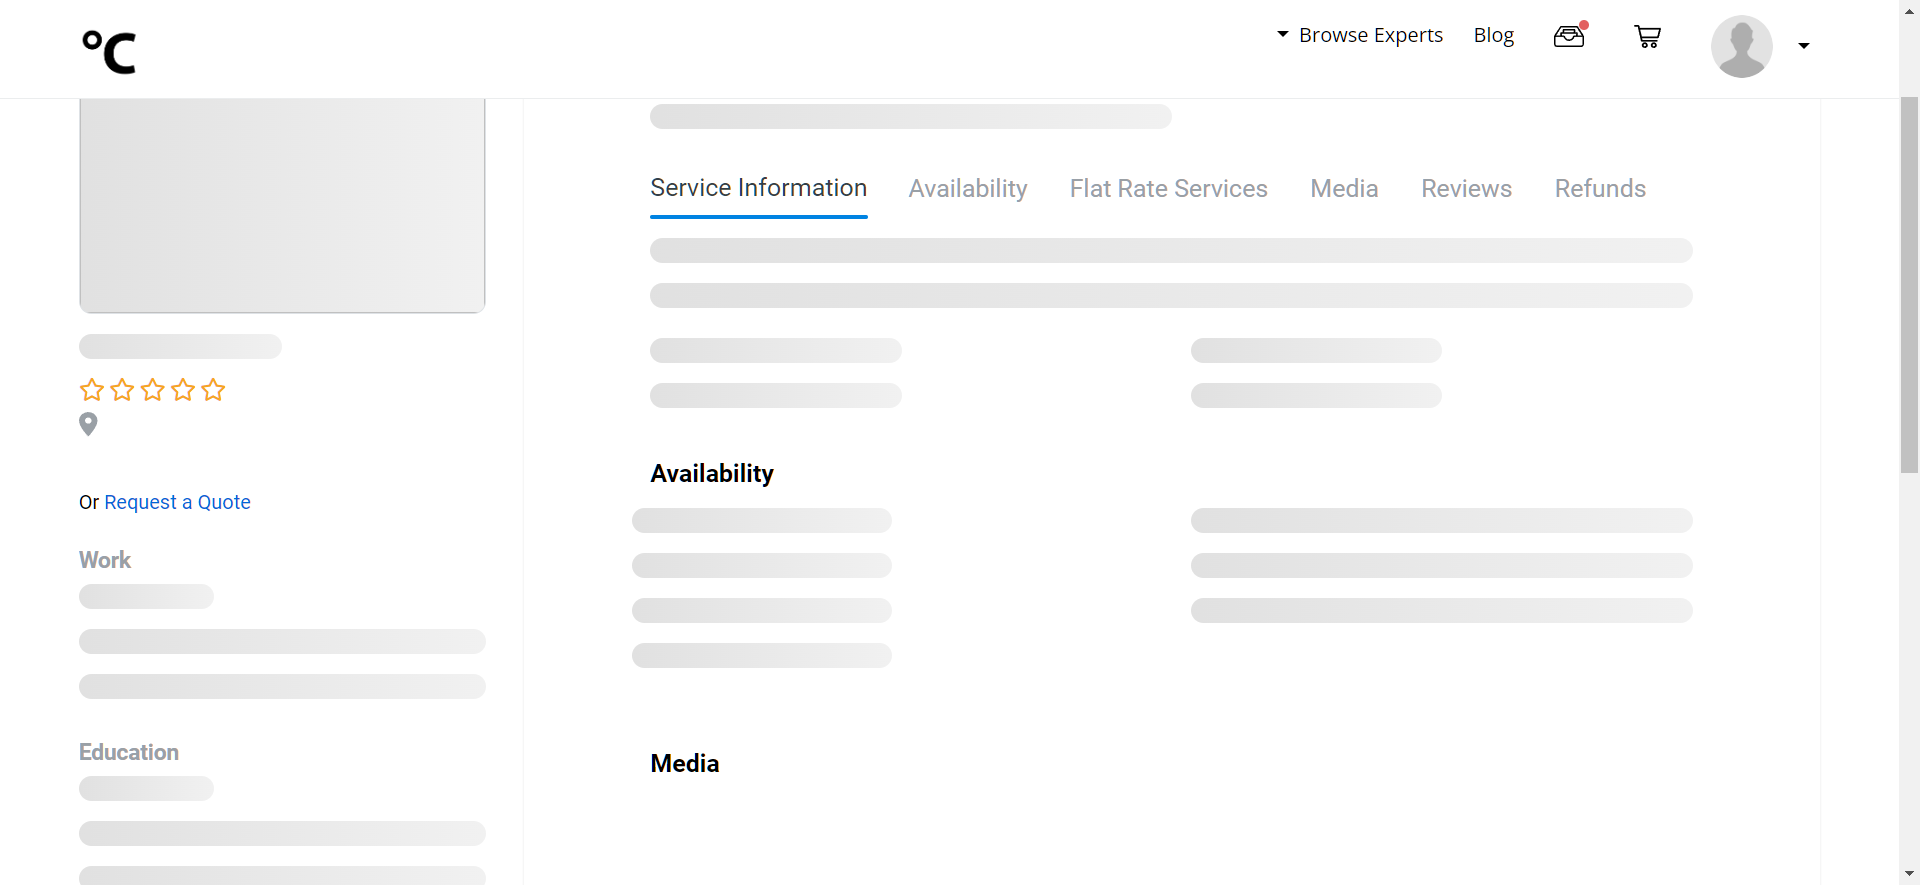 °C
Browse Experts
Blog
Service Information
Availability
Flat Rate Services
Media
Reviews
Refunds
Or Request a Quote
Work
Education
Availability
Media